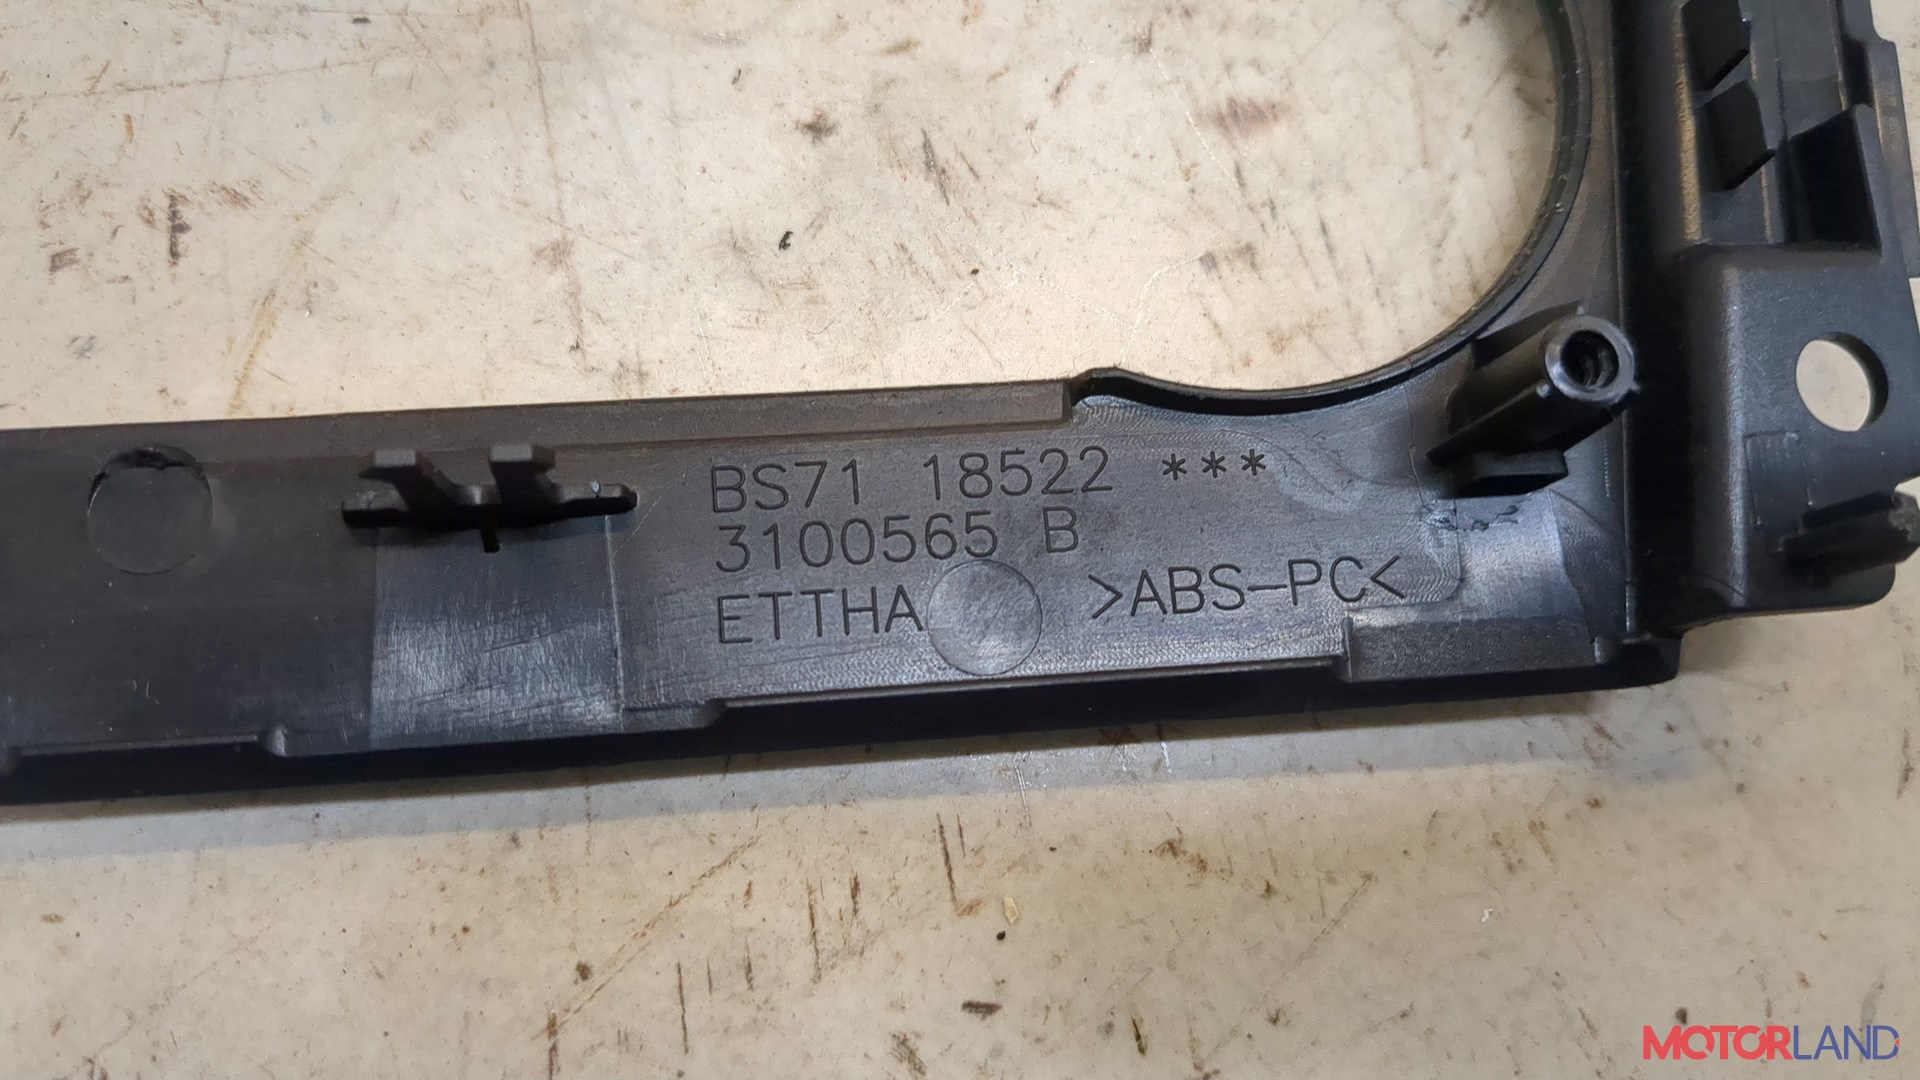 BS71 18522 ***
3100565 B
ETTHA >ABS-PC<
MOTORLAND